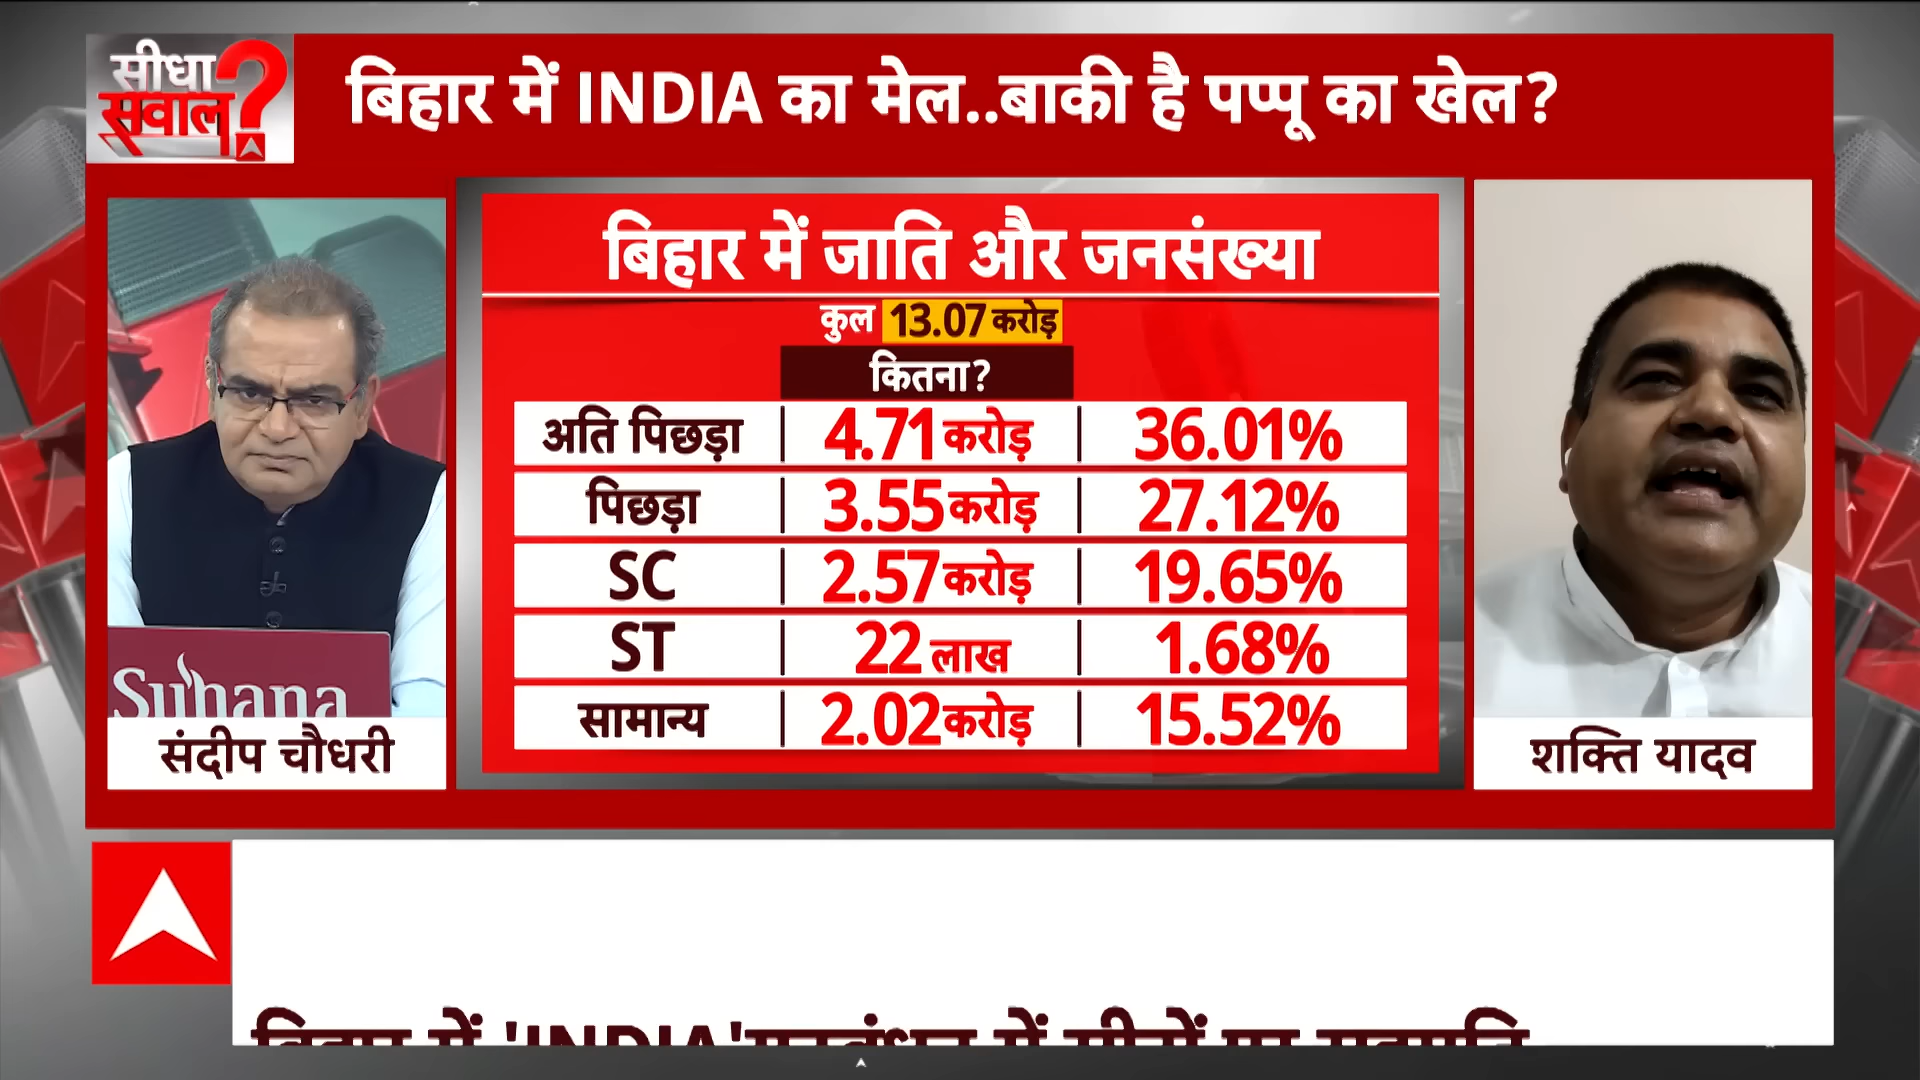 सीधा
सवाल?
बिहार में INDIA का मेल..बाकी है पप्पू का खेल?
बिहार में जाति और जनसंख्या
कुल 13.07 करोड़
कितना?
अति पिछड़ा 4.71 करोड़ 36.01%
पिछड़ा 3.55 करोड़ 27.12%
SC 2.57 करोड़ 19.65%
ST 22 लाख 1.68%
सामान्य 2.02 करोड़ 15.52%
Suhana
संदीप चौधरी
शक्ति यादव
बिहार में 'INDIA'